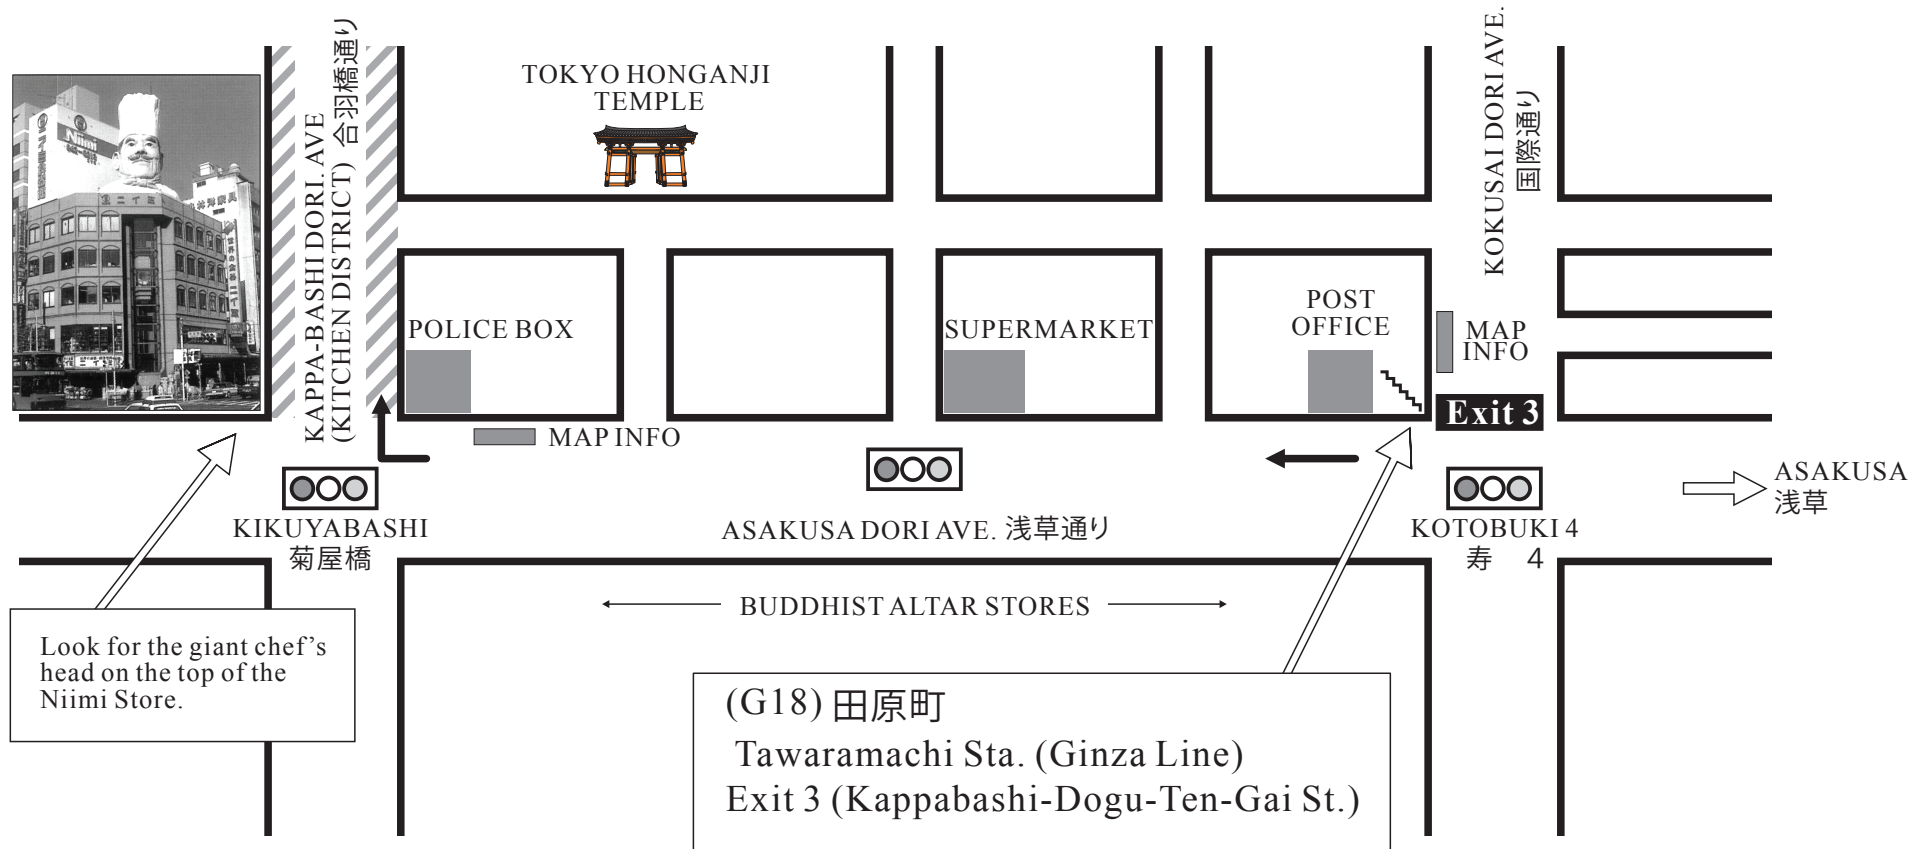 KAPPA-BASHI DORI. AVE
(KITCHEN DISTRICT) 合羽橋通り
TOKYO HONGANJI
TEMPLE
KOKUSAI DORI AVE.
国際通り
Niimi
ニイミ
POLICE BOX
SUPERMARKET
POST
OFFICE
MAP
INFO
Exit 3
MAP INFO
KIKUYABASHI
菊屋橋
ASAKUSA DORI AVE. 浅草通り
KOTOBUKI 4
寿 4
ASAKUSA
浅草
BUDDHIST ALTAR STORES
Look for the giant chef's
head on the top of the
Niimi Store.
(G18) 田原町
Tawaramachi Sta. (Ginza Line)
Exit 3 (Kappabashi-Dogu-Ten-Gai St.)